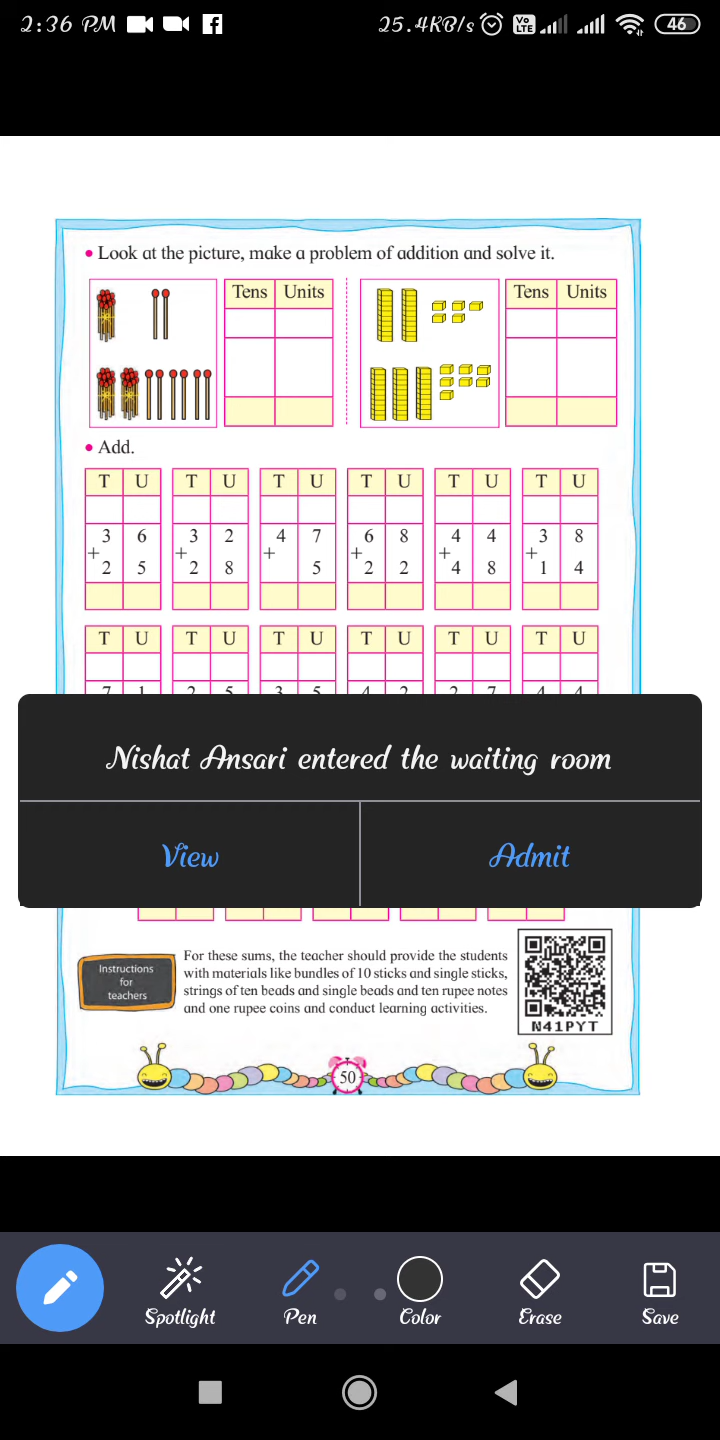 2:36 PM
25.4KB/s Vo LTE 46
• Look at the picture, make a problem of addition and solve it.
Tens Units Tens Units
• Add.
T U T U T U T U T U T U
3 6 3 2 4 7 6 8 4 4 3 8
+ + + + + +
2 5 2 8 5 2 2 4 8 1 4
T U T U T U T U T U T U
Nishat Ansari entered the waiting room
View Admit
Instructions
for
teachers
For these sums, the teacher should provide the students
with materials like bundles of 10 sticks and single sticks,
strings of ten beads and single beads and ten rupee notes
and one rupee coins and conduct learning activities.
N41PYT
50
Spotlight Pen Color Erase Save